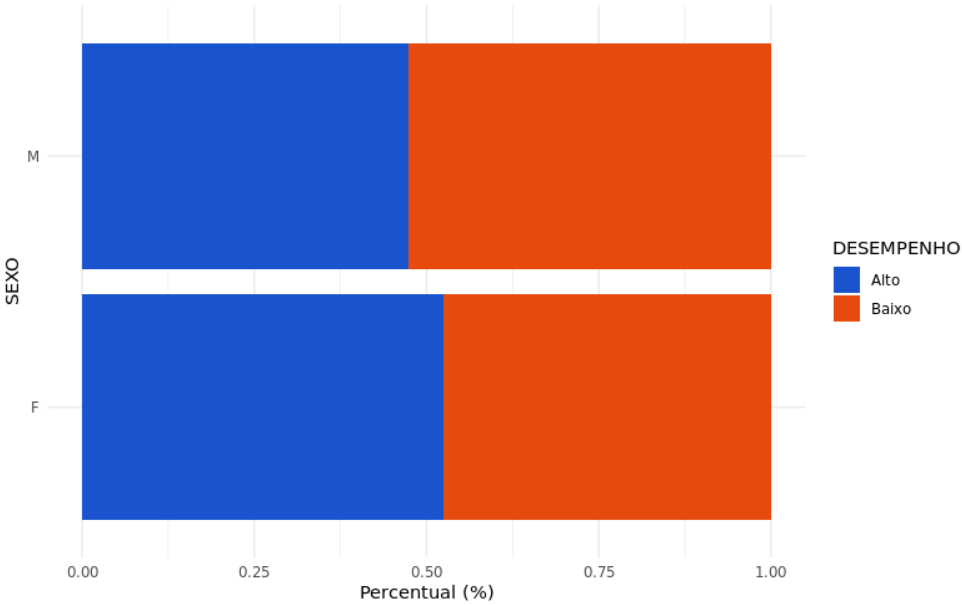 SEXO
M
F
0.00 0.25 0.50 0.75 1.00
Percentual (%)
DESEMPENHO
Alto
Baixo